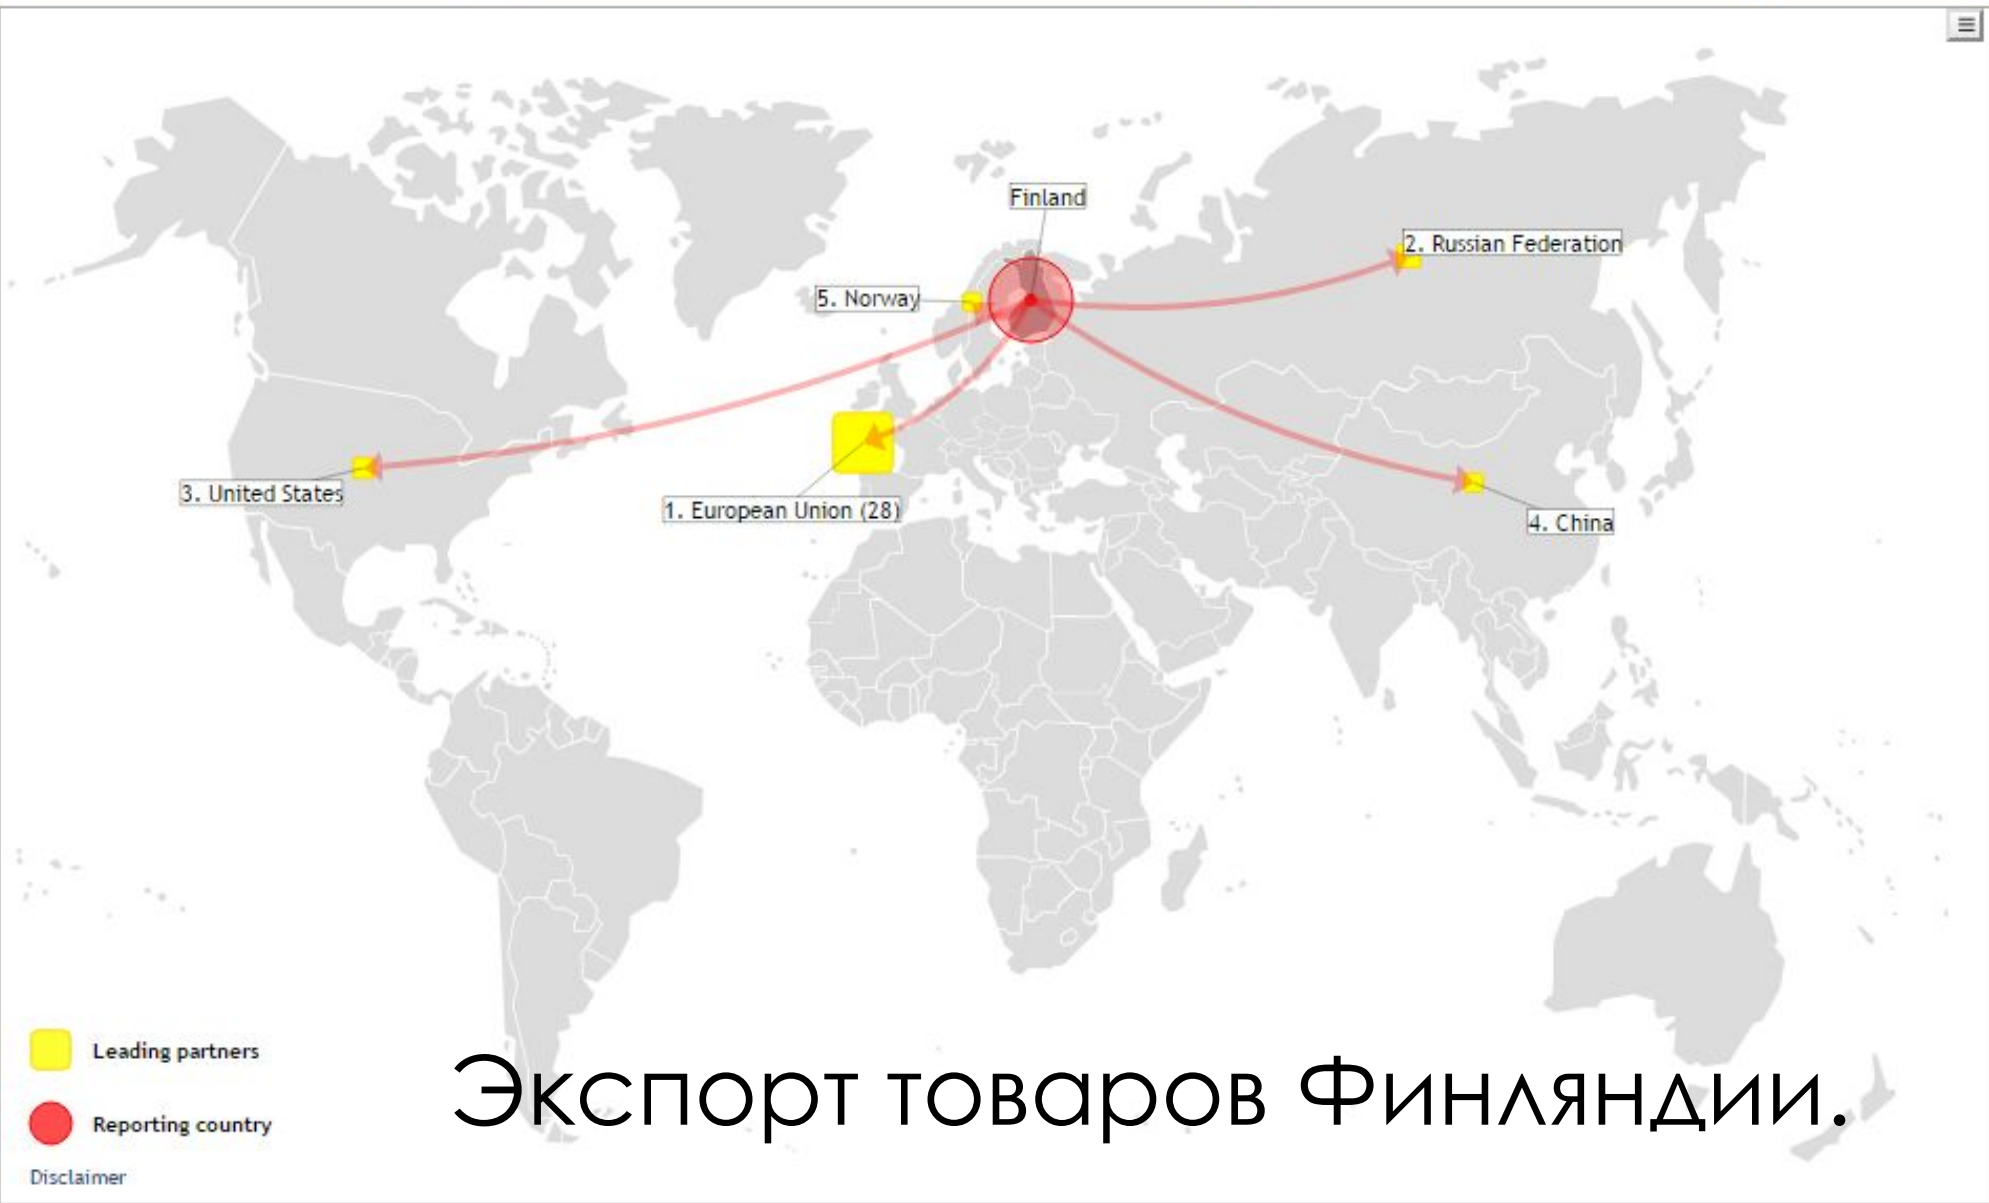 Finland
2. Russian Federation
5. Norway
3. United States
1. European Union (28)
4. China
Leading partners
Reporting country
Disclaimer
Экспорт товаров Финляндии.